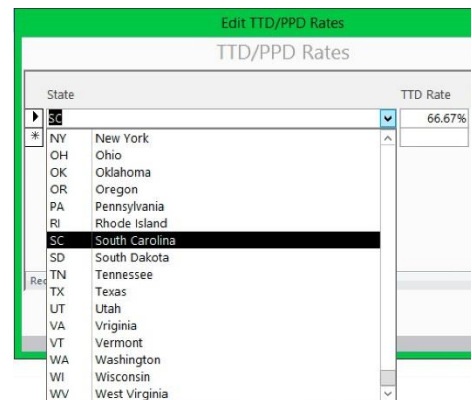 Edit TTD/PPD Rates
TTD/PPD Rates
State TTD Rate
SC 66.67%
* NY New York
OH Ohio
OK Oklahoma
OR Oregon
PA Pennsylvania
RI Rhode Island
SC South Carolina
SD South Dakota
Rec TN Tennessee
TX Texas
UT Utah
VA Vriginia
VT Vermont
WA Washington
WI Wisconsin
WV West Virginia